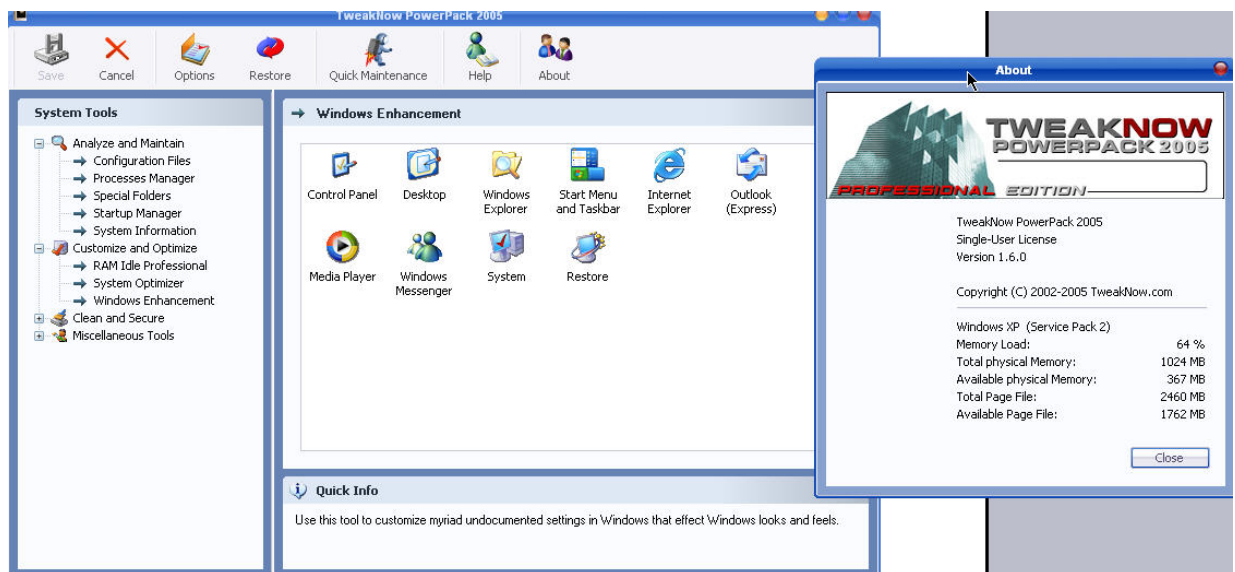 TweakNow PowerPack 2005
Save Cancel Options Restore Quick Maintenance Help About
System Tools
Analyze and Maintain
Configuration Files
Processes Manager
Special Folders
Startup Manager
System Information
Customize and Optimize
RAM Idle Professional
System Optimizer
Windows Enhancement
Clean and Secure
Miscellaneous Tools
Windows Enhancement
Control Panel Desktop Windows Explorer Start Menu and Taskbar Internet Explorer Outlook (Express)
Media Player Windows Messenger System Restore
Quick Info
Use this tool to customize myriad undocumented settings in Windows that effect Windows looks and feels.
About
TWEAKNOW
POWERPACK 2005
PROFESSIONAL EDITION
TweakNow PowerPack 2005
Single-User License
Version 1.6.0
Copyright (C) 2002-2005 TweakNow.com
Windows XP (Service Pack 2)
Memory Load: 64 %
Total physical Memory: 1024 MB
Available physical Memory: 367 MB
Total Page File: 2460 MB
Available Page File: 1762 MB
Close